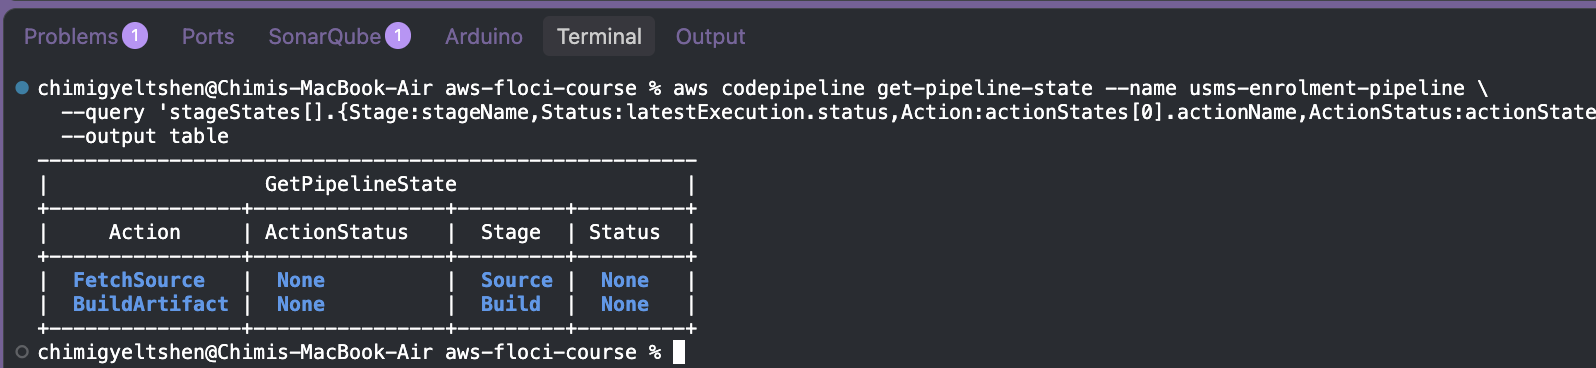 Problems 1 Ports SonarQube 1 Arduino Terminal Output
chimigyeltshen@Chimis-MacBook-Air aws-floci-course % aws codepipeline get-pipeline-state --name usms-enrolment-pipeline \
--query 'stageStates[].{Stage:stageName,Status:latestExecution.status,Action:actionStates[0].actionName,ActionStatus:actionState
--output table
-------------------------------------------------------
| GetPipelineState |
+-----------------+----------------+---------+---------+
| Action | ActionStatus | Stage | Status |
+-----------------+----------------+---------+---------+
| FetchSource | None | Source | None |
| BuildArtifact | None | Build | None |
+-----------------+----------------+---------+---------+
chimigyeltshen@Chimis-MacBook-Air aws-floci-course %